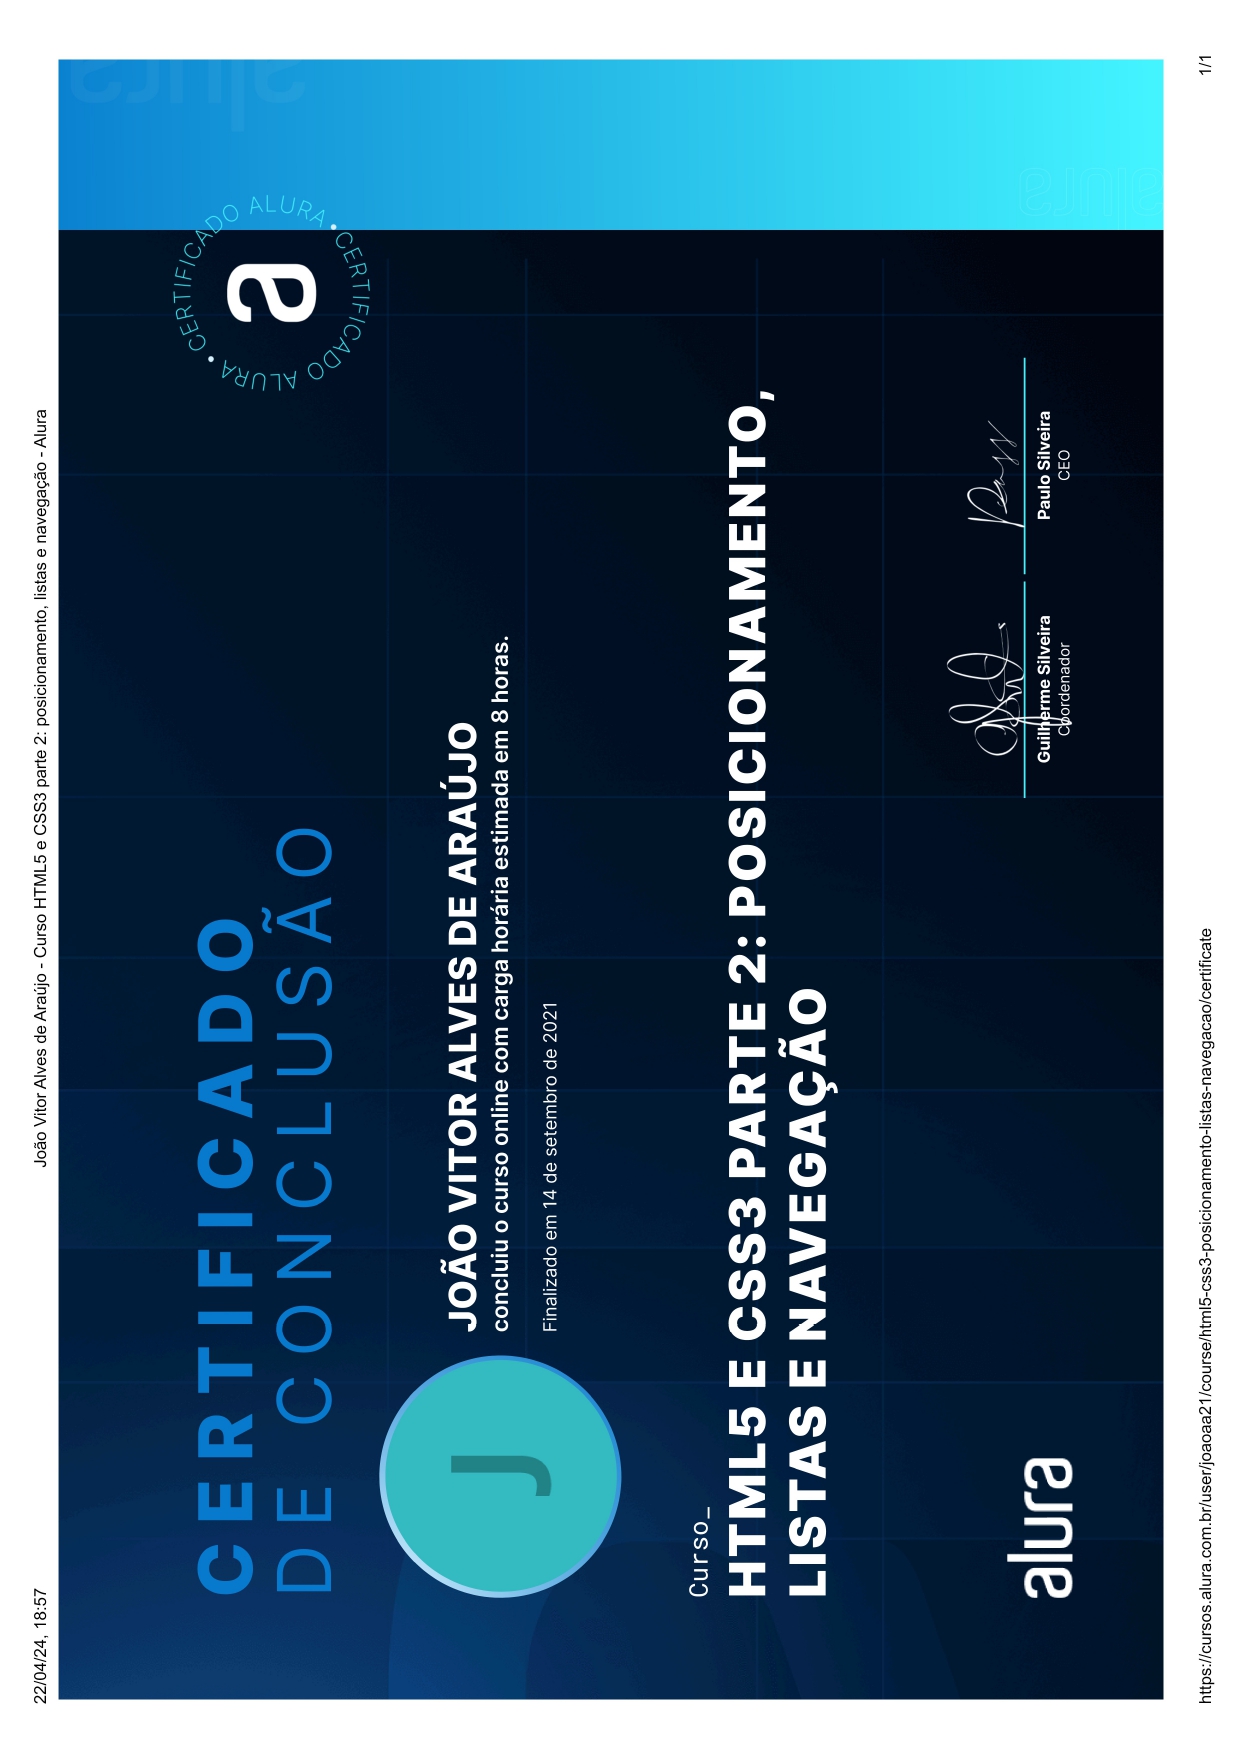 22/04/24, 18:57
João Vitor Alves de Araújo - Curso HTML5 e CSS3 parte 2: posicionamento, listas e navegação - Alura
alura
CERTIFICADO ALURA • CERTIFICADO ALURA •
a
CERTIFICADO
DE CONCLUSÃO
J
JOÃO VITOR ALVES DE ARAÚJO
concluiu o curso online com carga horária estimada em 8 horas.
Finalizado em 14 de setembro de 2021
Curso_
HTML5 E CSS3 PARTE 2: POSICIONAMENTO,
LISTAS E NAVEGAÇÃO
alura
Guilherme Silveira
Coordenador
Paulo Silveira
CEO
alura
https://cursos.alura.com.br/user/joaoaa21/course/html5-css3-posicionamento-listas-navegacao/certificate
1/1